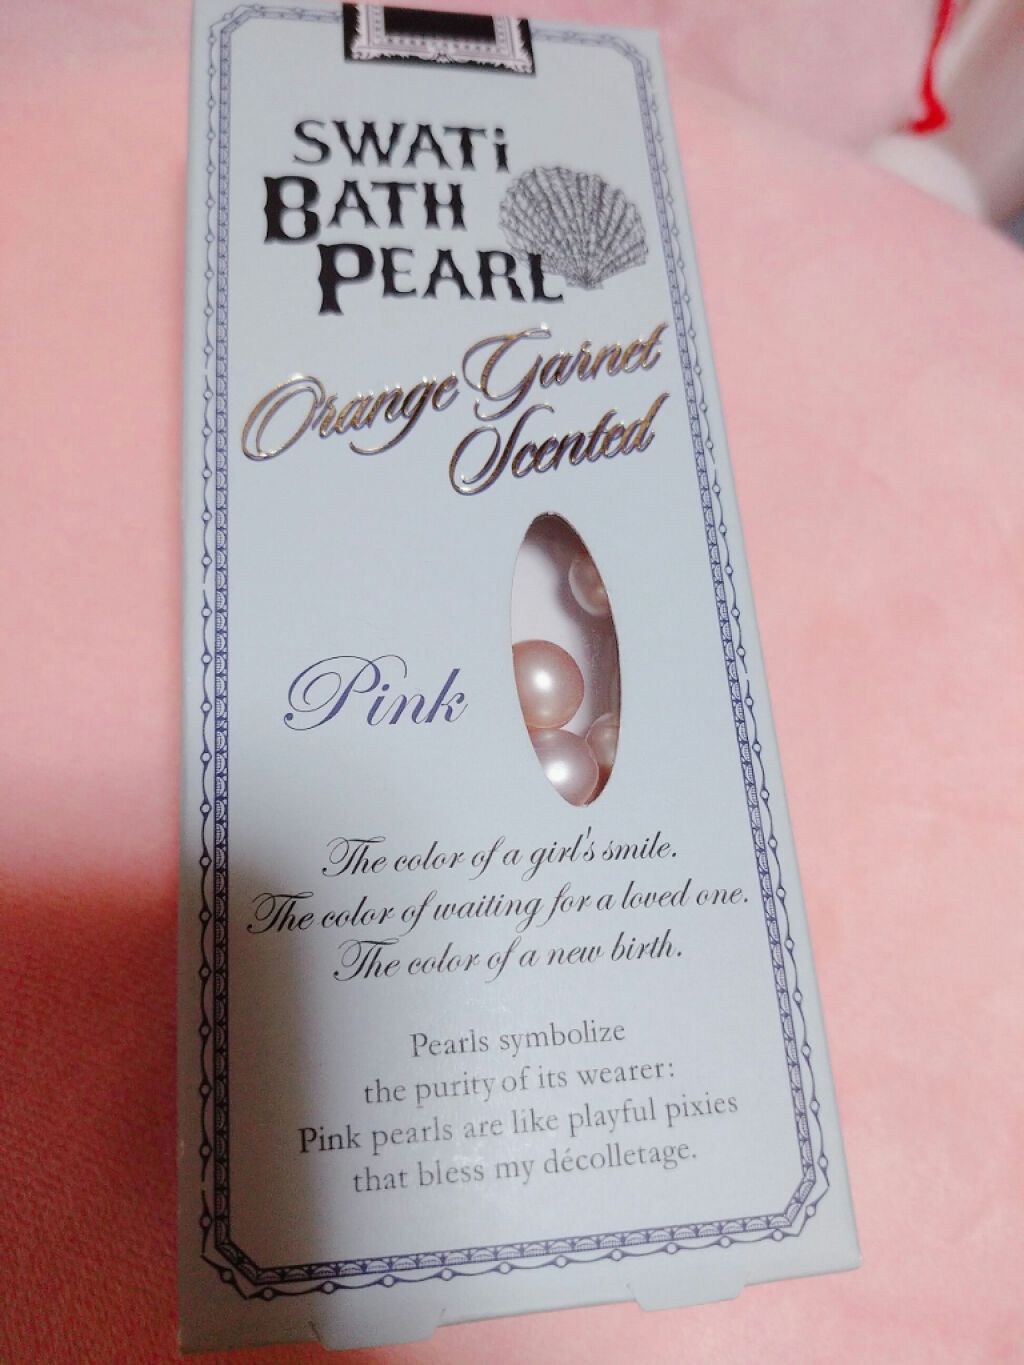 SWATi
BATH
PEARL
Orange Garnet
Scented
Pink
The color of a girl's smile.
The color of waiting for a loved one.
The color of a new birth.
Pearls symbolize
the purity of its wearer:
Pink pearls are like playful pixies
that bless my décolletage.